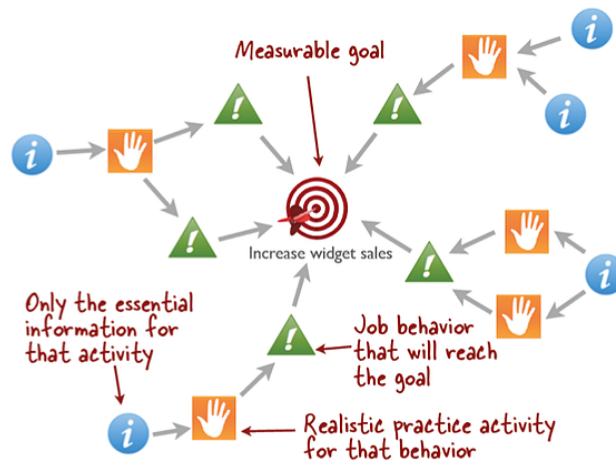 Measurable goal
Increase widget sales
Only the essential
information for
that activity
Job behavior
that will reach
the goal
Realistic practice activity
for that behavior